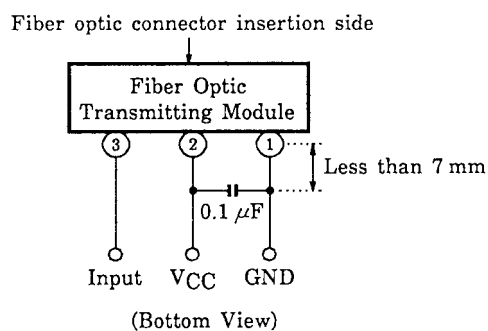 Fiber optic connector insertion side
Fiber Optic
Transmitting Module
3 2 1
Less than 7 mm
0.1 μF
Input VCC GND
(Bottom View)